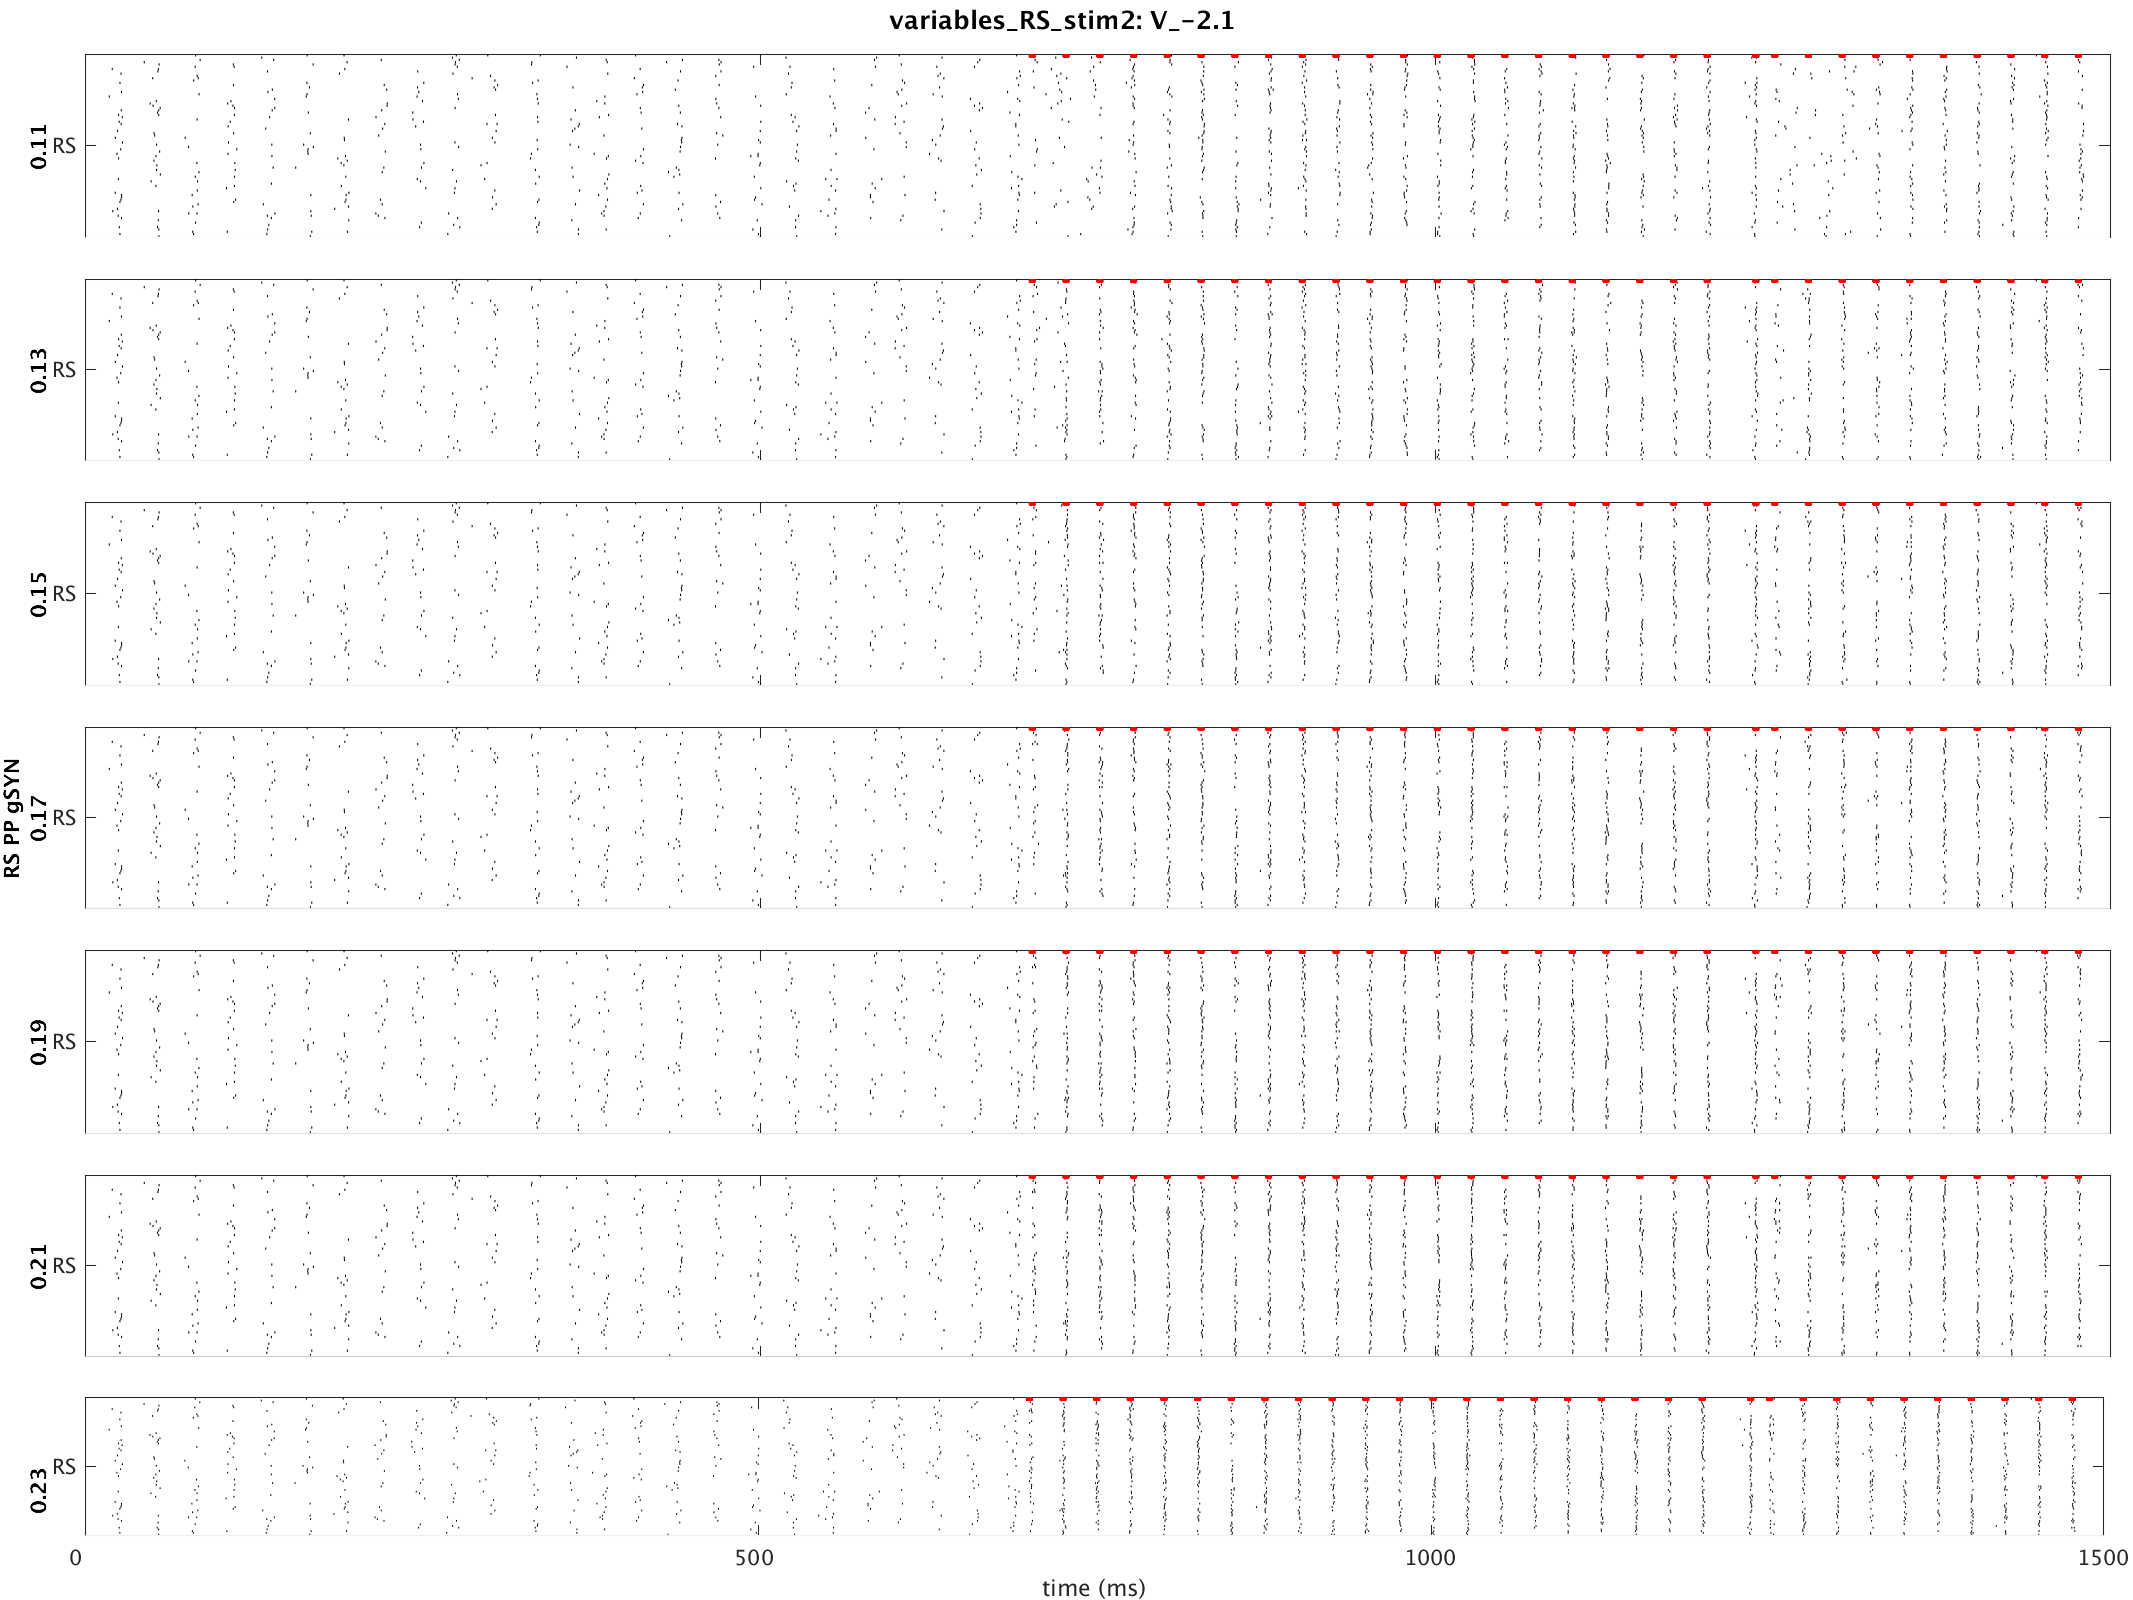 variables_RS_stim2: V_-2.1
RS PP gSYN
0.11 RS
0.13 RS
0.15 RS
0.17 RS
0.19 RS
0.21 RS
0.23 RS
0 500 1000 1500
time (ms)